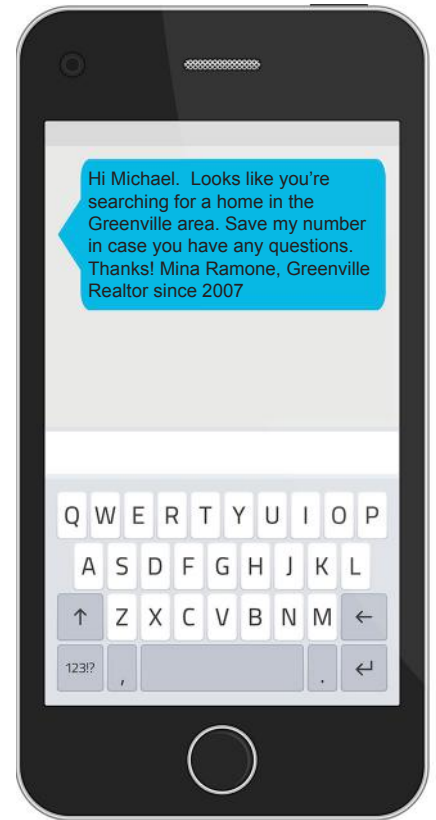 Hi Michael.  Looks like you're
searching for a home in the
Greenville area. Save my number
in case you have any questions.
Thanks! Mina Ramone, Greenville
Realtor since 2007
Q W E R T Y U I O P
A S D F G H J K L
↑ Z X C V B N M ←
123!? , . ↵